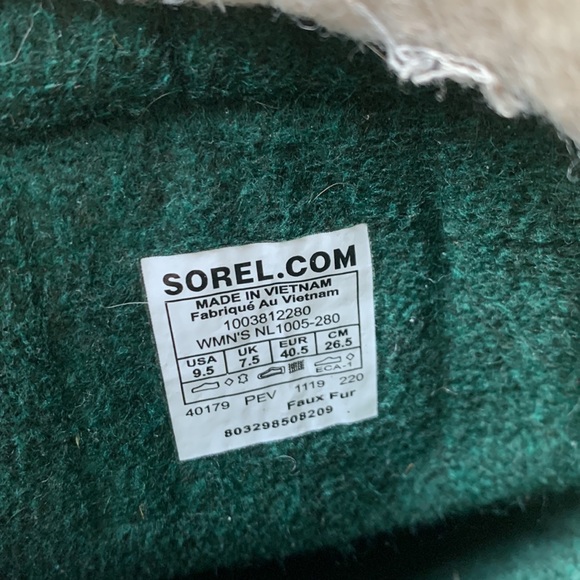 SOREL.COM
MADE IN VIETNAM
Fabriqué Au Vietnam
1003812280
WMN'S NL1005-280
USA UK EUR CM
9.5 7.5 40.5 26.5
ECA-1
40179 PEV 1119 220
Faux Fur
803298508209